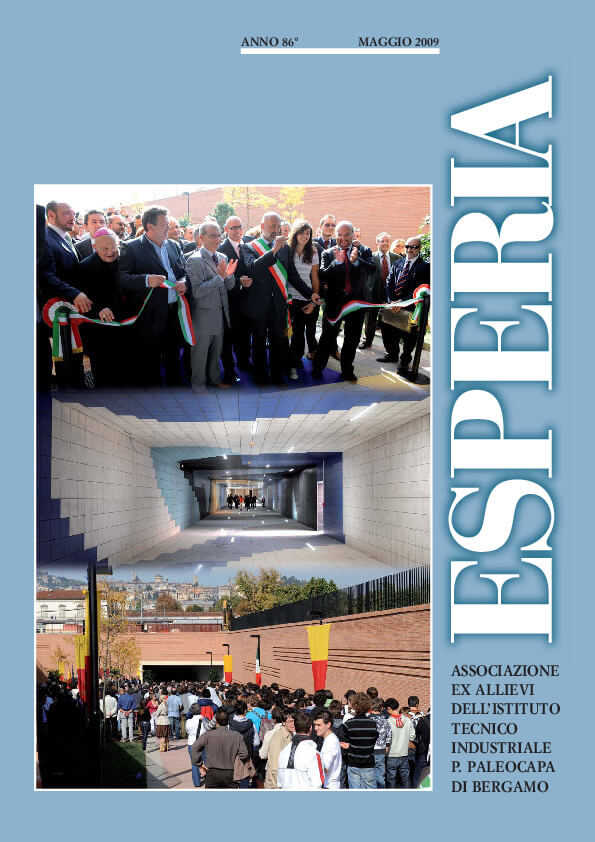 ANNO 86° MAGGIO 2009
ESPERIA
ASSOCIAZIONE
EX ALLIEVI
DELL'ISTITUTO
TECNICO
INDUSTRIALE
P. PALEOCAPA
DI BERGAMO